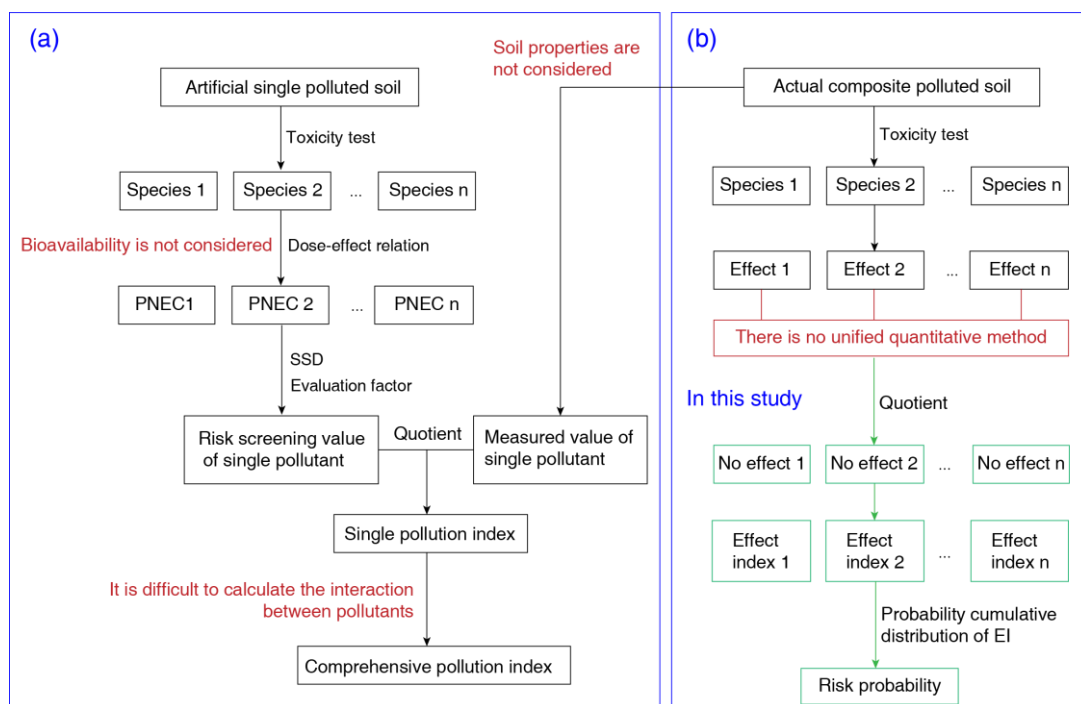 (a)
Soil properties are
not considered
Artificial single polluted soil
Toxicity test
Species 1
Species 2
...
Species n
Bioavailability is not considered
Dose-effect relation
PNEC1
PNEC 2
...
PNEC n
SSD
Evaluation factor
Risk screening value
of single pollutant
Quotient
Measured value of
single pollutant
Single pollution index
It is difficult to calculate the interaction
between pollutants
Comprehensive pollution index
(b)
Actual composite polluted soil
Toxicity test
Species 1
Species 2
...
Species n
Effect 1
Effect 2
...
Effect n
There is no unified quantitative method
In this study
Quotient
No effect 1
No effect 2
...
No effect n
Effect
index 1
Effect
index 2
...
Effect
index n
Probability cumulative
distribution of EI
Risk probability